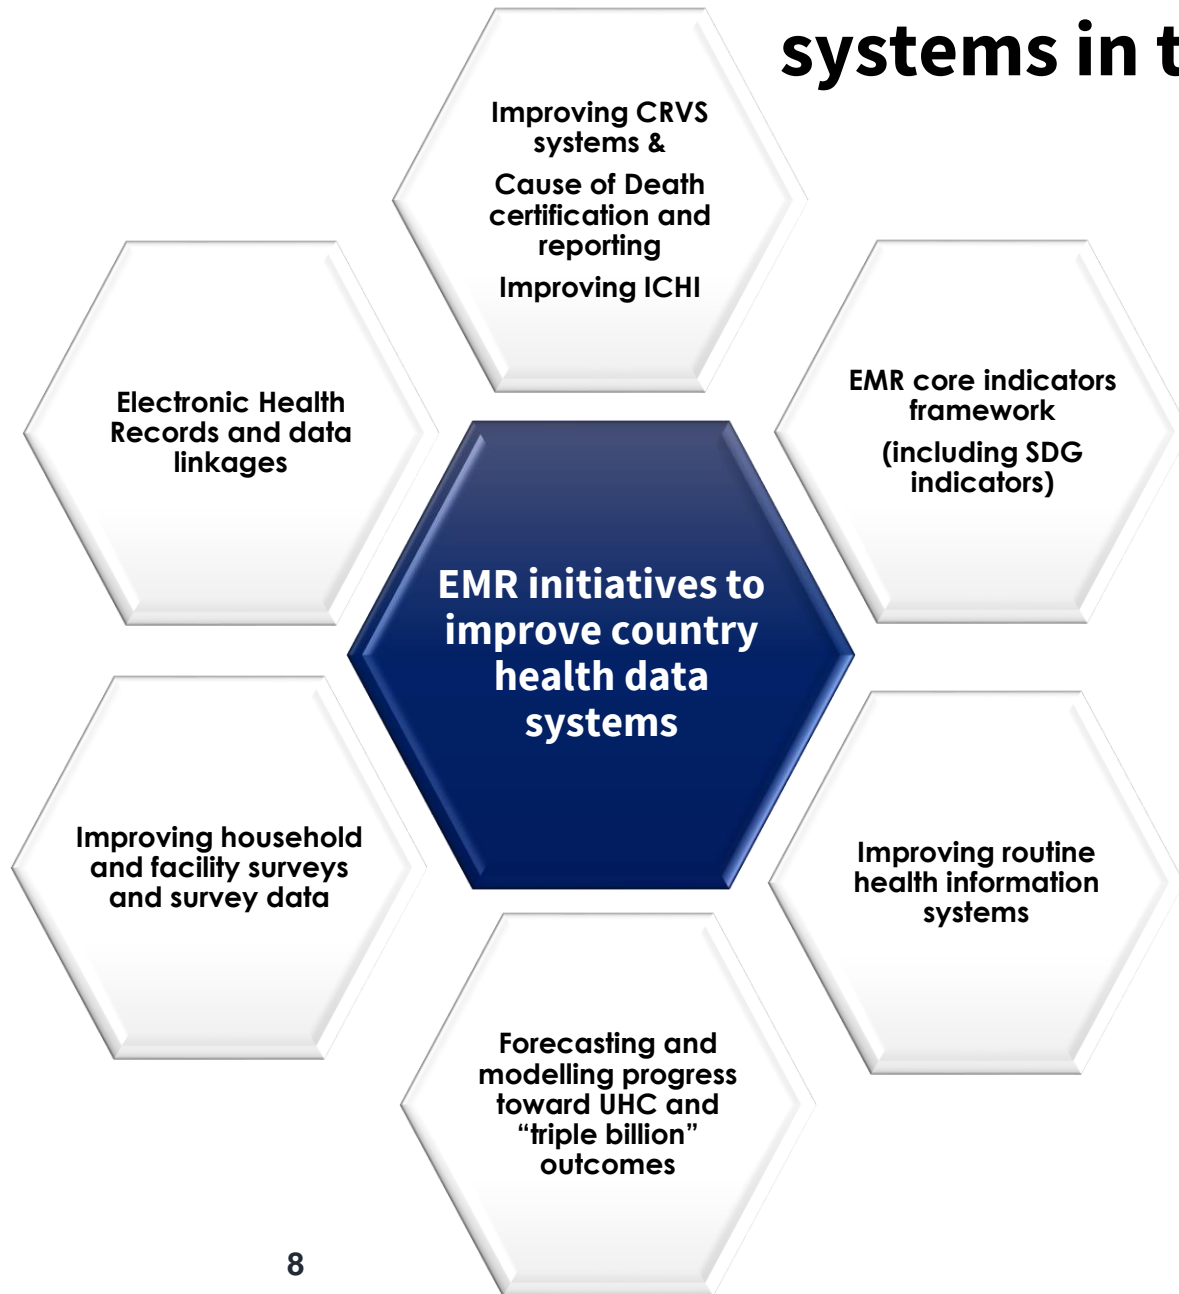 systems in t
Improving CRVS
systems &
Cause of Death
certification and
reporting
Improving ICHI
EMR core indicators
framework
(including SDG
indicators)
Electronic Health
Records and data
linkages
EMR initiatives to
improve country
health data
systems
Improving household
and facility surveys
and survey data
Improving routine
health information
systems
Forecasting and
modelling progress
toward UHC and
“triple billion”
outcomes
8